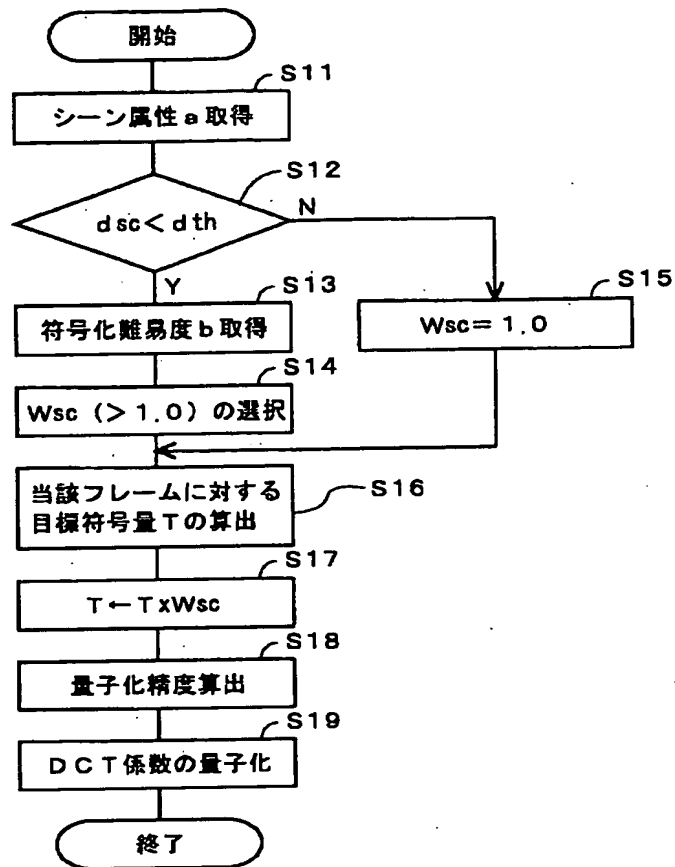 開始
S11
シーン属性a取得
S12
dsc<dth
N
Y
S13
符号化難易度b取得
S15
Wsc=1.0
S14
Wsc(>1.0)の選択
当該フレームに対する
目標符号量Tの算出
S16
S17
T←TxWsc
S18
量子化精度算出
S19
DCT係数の量子化
終了